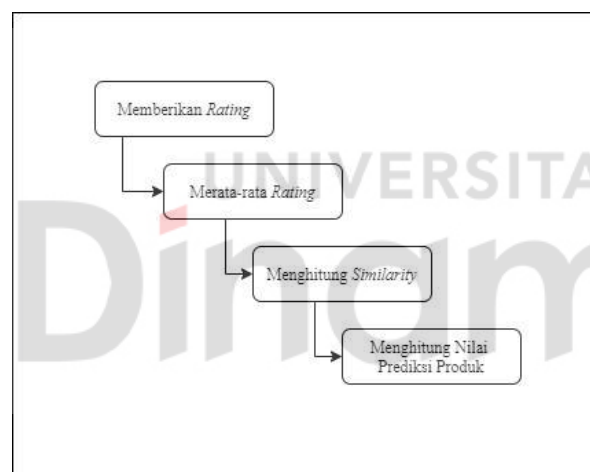 UNIVERSITA
Dinam
Memberikan Rating
Merata-rata Rating
Menghitung Similarity
Menghitung Nilai
Prediksi Produk